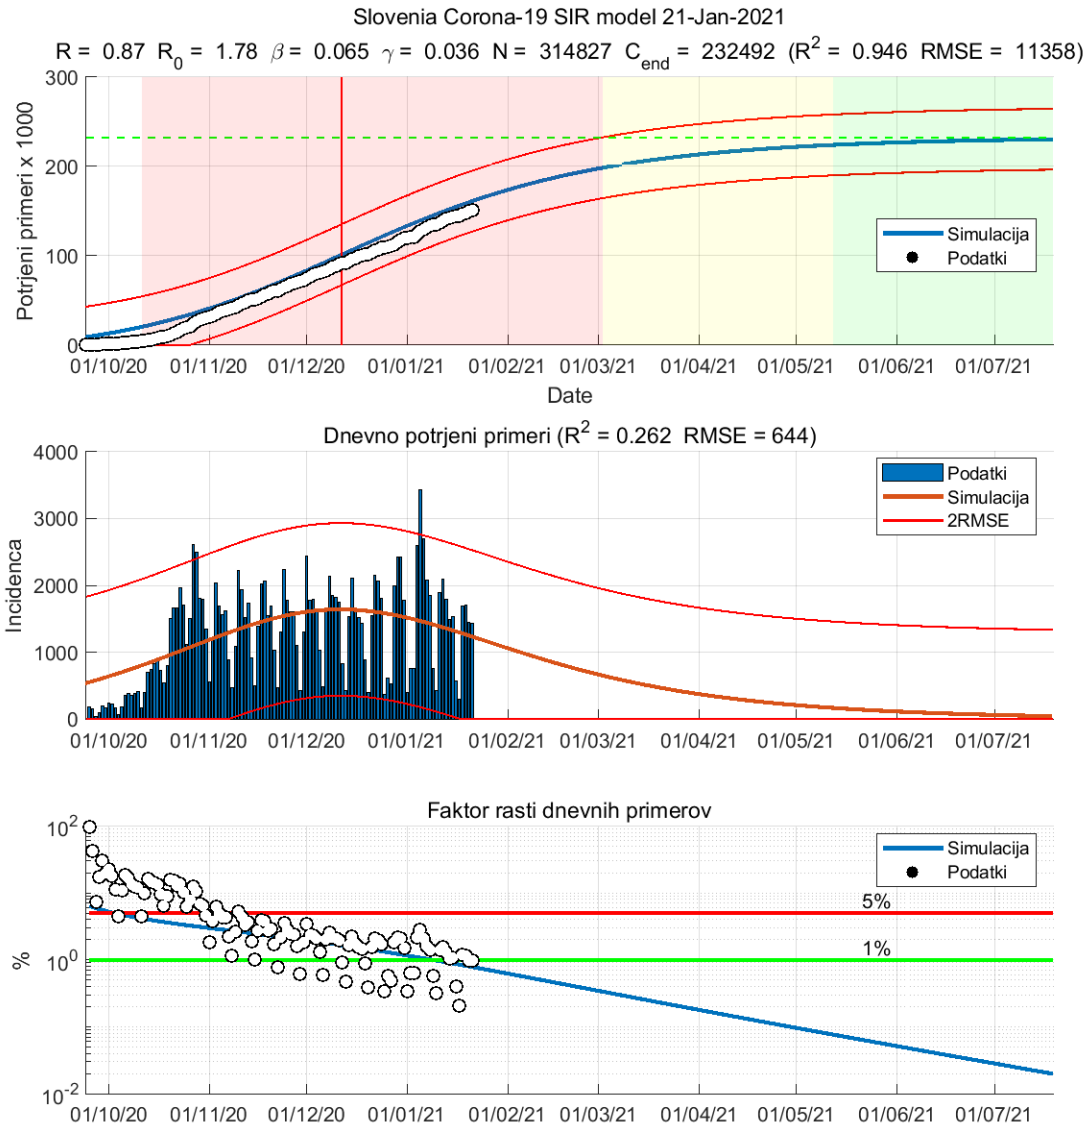 Slovenia Corona-19 SIR model 21-Jan-2021
R = 0.87 R0 = 1.78 β = 0.065 γ = 0.036 N = 314827 Cend = 232492 (R2 = 0.946 RMSE = 11358)
Potrjeni primeri x 1000
300
200
100
0
Simulacija
Podatki
01/10/20 01/11/20 01/12/20 01/01/21 01/02/21 01/03/21 01/04/21 01/05/21 01/06/21 01/07/21
Date
Dnevno potrjeni primeri (R2 = 0.262 RMSE = 644)
Incidenca
4000
3000
2000
1000
0
Podatki
Simulacija
2RMSE
01/10/20 01/11/20 01/12/20 01/01/21 01/02/21 01/03/21 01/04/21 01/05/21 01/06/21 01/07/21
Faktor rasti dnevnih primerov
%
10^2
10^0
10^-2
Simulacija
Podatki
5%
1%
01/10/20 01/11/20 01/12/20 01/01/21 01/02/21 01/03/21 01/04/21 01/05/21 01/06/21 01/07/21